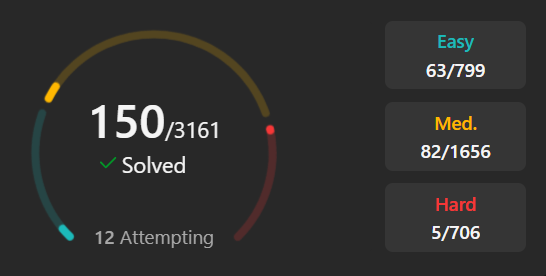 150/3161
Solved
12 Attempting
Easy
63/799
Med.
82/1656
Hard
5/706